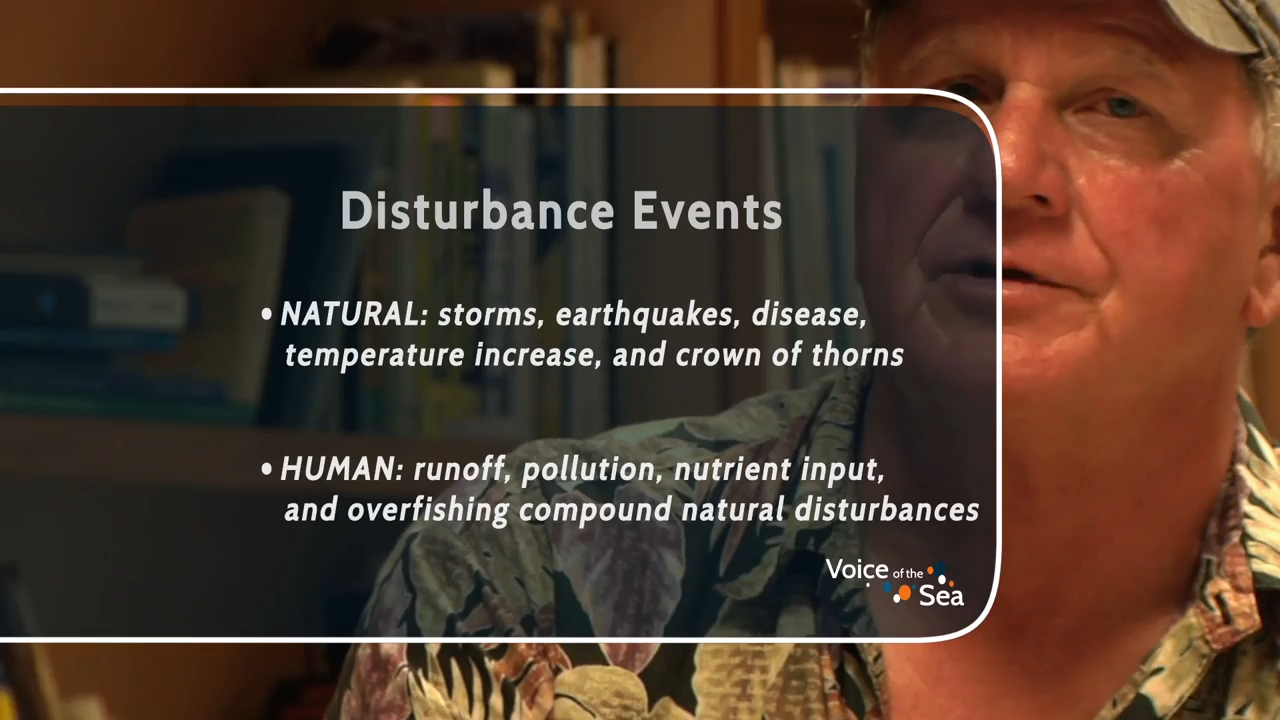 Disturbance Events
• NATURAL: storms, earthquakes, disease,
temperature increase, and crown of thorns
• HUMAN: runoff, pollution, nutrient input,
and overfishing compound natural disturbances
Voice of the
Sea